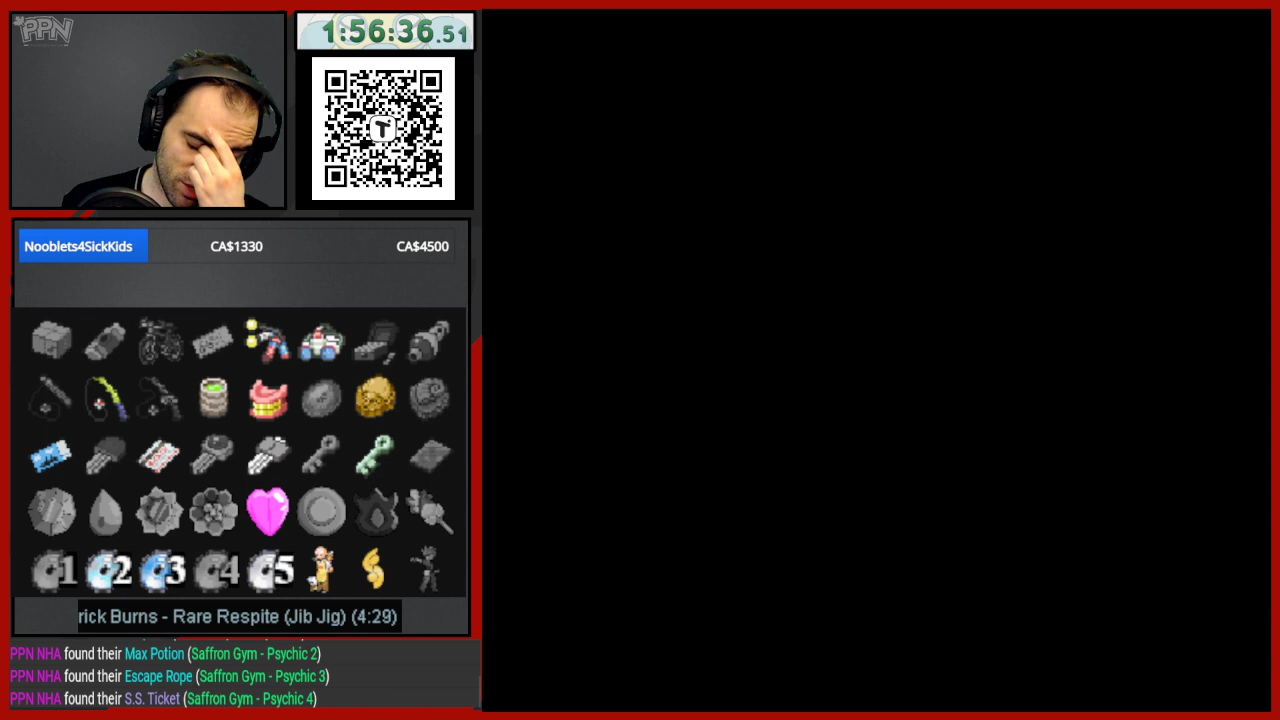 PPN
1:56:36.51
T
Nooblets4SickKids CA$1330 CA$4500
1 2 3 4 5
rick Burns - Rare Respite (Jib Jig) (4:29)
PPN NHA found their Max Potion (Saffron Gym - Psychic 2)
PPN NHA found their Escape Rope (Saffron Gym - Psychic 3)
PPN NHA found their S.S. Ticket (Saffron Gym - Psychic 4)